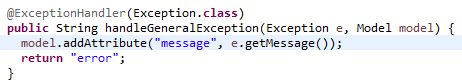 @ExceptionHandler(Exception.class)
public String handleGeneralException(Exception e, Model model) {
  model.addAttribute("message", e.getMessage());
  return "error";
}